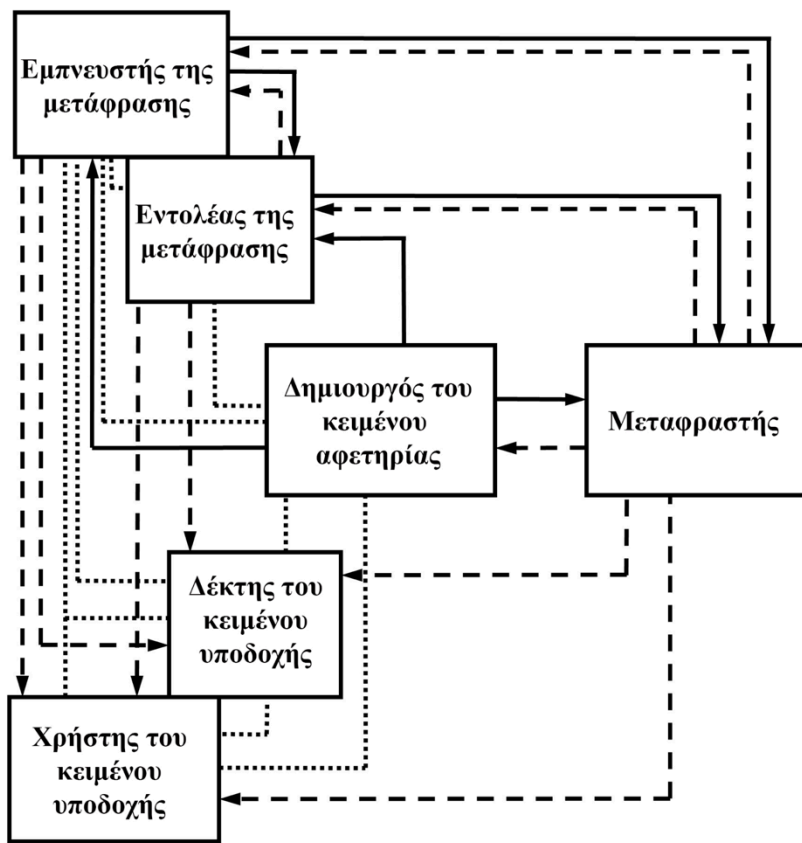 Εμπνευστής της
μετάφρασης
Εντολέας της
μετάφρασης
Δημιουργός του
κειμένου
αφετηρίας
Μεταφραστής
Δέκτης του
κειμένου
υποδοχής
Χρήστης του
κειμένου
υποδοχής